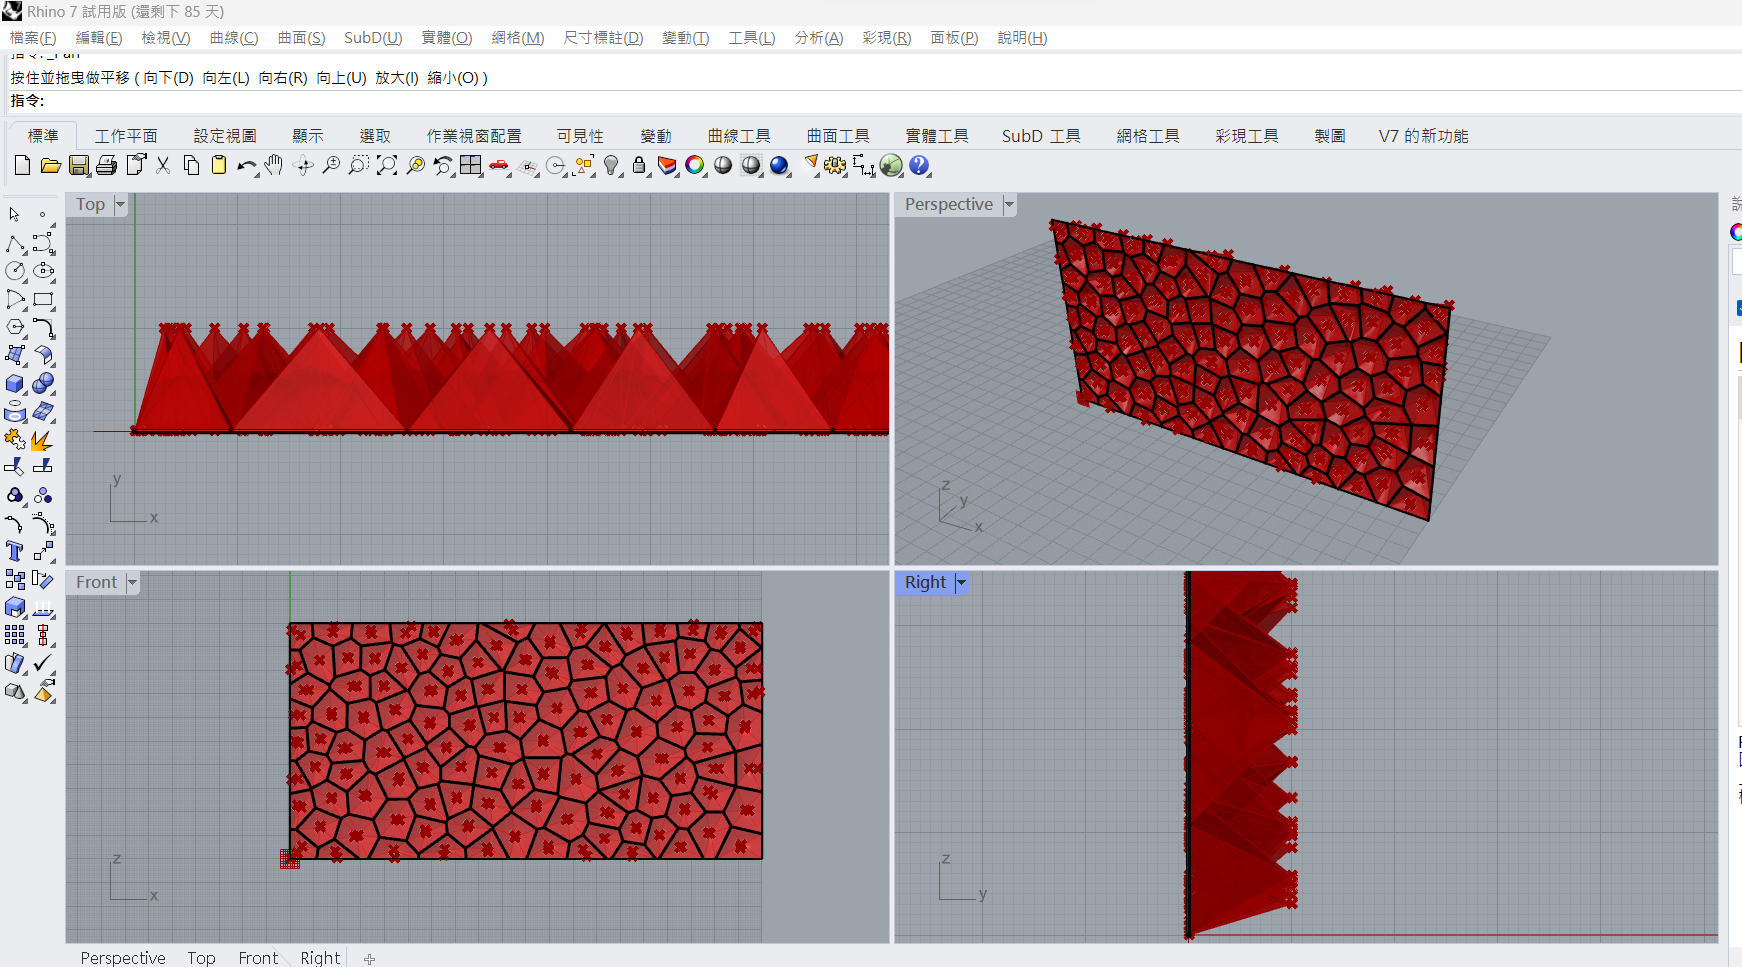 Rhino 7 試用版 (還剩下 85 天)
檔案(F) 編輯(E) 檢視(V) 曲線(C) 曲面(S) SubD(U) 實體(O) 網格(M) 尺寸標註(D) 變動(T) 工具(L) 分析(A) 彩現(R) 面板(P) 說明(H)
指令: _Pan
按住並拖曳做平移 ( 向下(D) 向左(L) 向右(R) 向上(U) 放大(I) 縮小(O) )
指令:
標準 工作平面 設定視圖 顯示 選取 作業視窗配置 可見性 變動 曲線工具 曲面工具 實體工具 SubD 工具 網格工具 彩現工具 製圖 V7 的新功能
Top
Perspective
y
x
z
y
x
Front
Right
z
x
z
y
Perspective Top Front Right